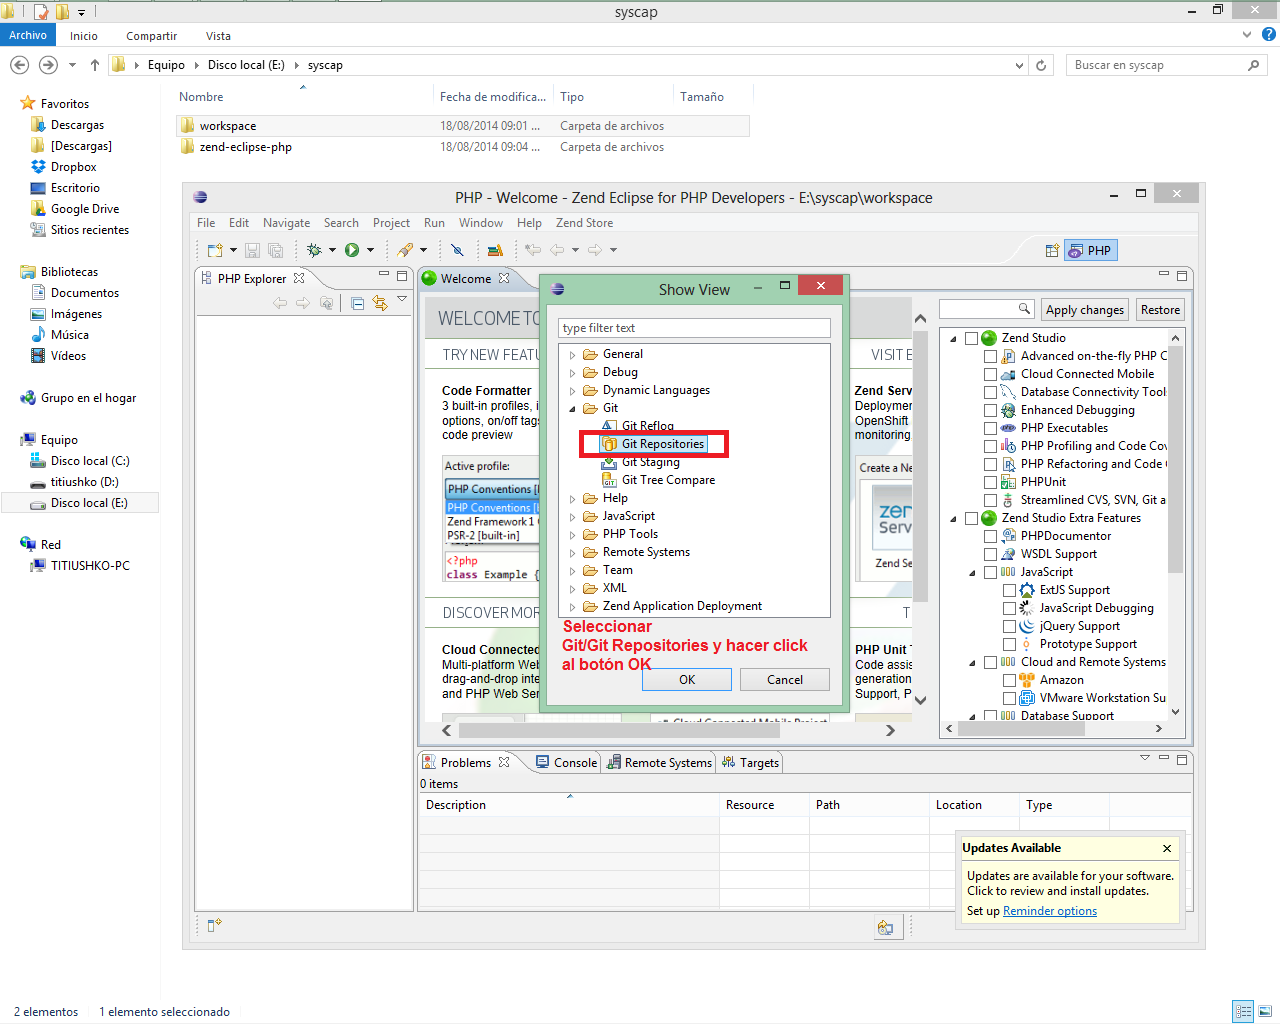 syscap
Archivo Inicio Compartir Vista
Equipo Disco local (E:) syscap
Buscar en syscap
Nombre Fecha de modifica... Tipo Tamaño
workspace 18/08/2014 09:01 ... Carpeta de archivos
zend-eclipse-php 18/08/2014 09:04 ... Carpeta de archivos
Favoritos
Descargas
[Descargas]
Dropbox
Escritorio
Google Drive
Sitios recientes
Bibliotecas
Documentos
Imágenes
Música
Vídeos
Grupo en el hogar
Equipo
Disco local (C:)
titiushko (D:)
Disco local (E:)
Red
TITIUSHKO-PC
PHP - Welcome - Zend Eclipse for PHP Developers - E:\syscap\workspace
File Edit Navigate Search Project Run Window Help Zend Store
PHP
PHP Explorer
Welcome
WELCOME TO
TRY NEW FEATU
VISIT E
Code Formatter
3 built-in profiles, i
options, on/off tags
code preview
Active profile:
PHP Conventions [
PHP Conventions [
Zend Framework 1
PSR-2 [built-in]
<?php
class Example {
DISCOVER MOR
T
Cloud Connected
Multi-platform Web
drag-and-drop inte
and PHP Web Ser
Cloud Connected Mobile Project
Zend Serv
Deployment
OpenShift
monitoring,
Create a Ne
zen
Serv
Zend Se
PHP Unit T
Code assis
generation
Support, P
Show View
type filter text
General
Debug
Dynamic Languages
Git
Git Reflog
Git Repositories
Git Staging
Git Tree Compare
Help
JavaScript
PHP Tools
Remote Systems
Team
XML
Zend Application Deployment
Seleccionar
Git/Git Repositories y hacer click
al botón OK
OK Cancel
Apply changes Restore
Zend Studio
Advanced on-the-fly PHP C
Cloud Connected Mobile
Database Connectivity Tool
Enhanced Debugging
PHP Executables
PHP Profiling and Code Cov
PHP Refactoring and Code
PHPUnit
Streamlined CVS, SVN, Git a
Zend Studio Extra Features
PHPDocumentor
WSDL Support
JavaScript
ExtJS Support
JavaScript Debugging
jQuery Support
Prototype Support
Cloud and Remote Systems
Amazon
VMware Workstation Su
Database Support
Problems Console Remote Systems Targets
0 items
Description Resource Path Location Type
Updates Available
Updates are available for your software.
Click to review and install updates.
Set up Reminder options
2 elementos 1 elemento seleccionado